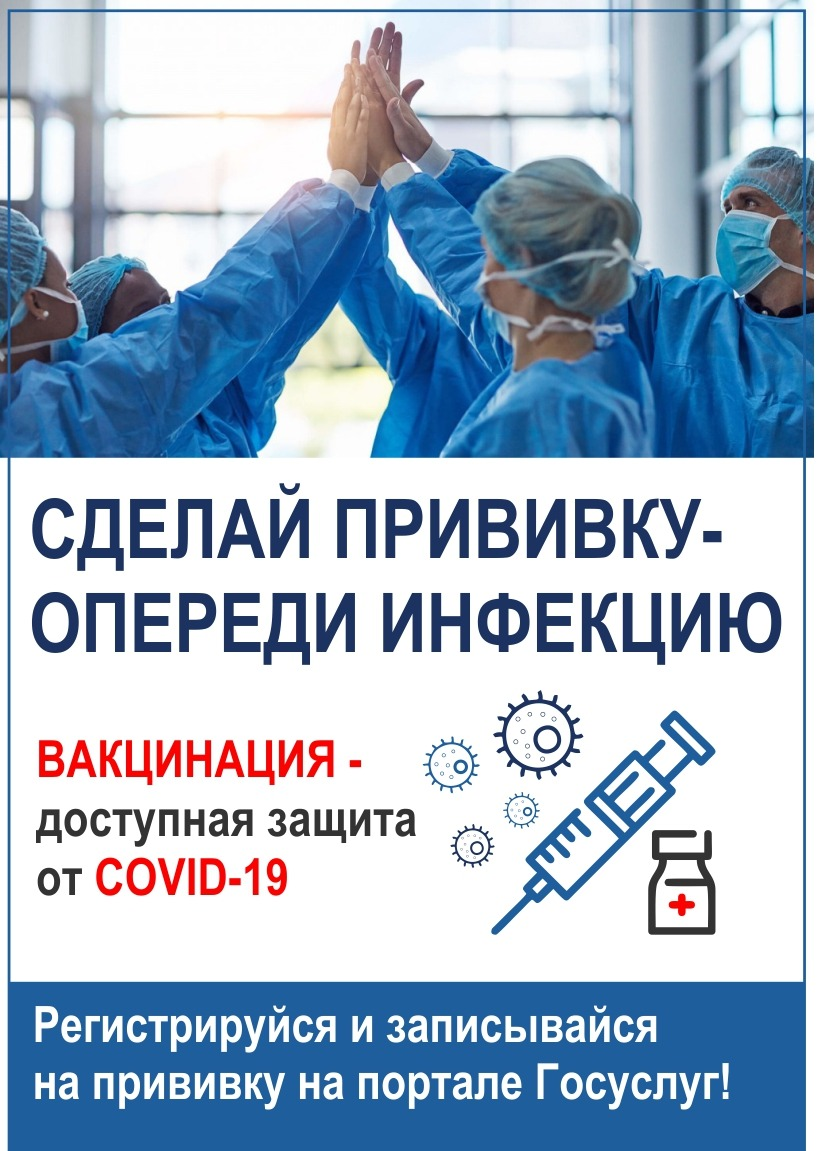 СДЕЛАЙ ПРИВИВКУ-
ОПЕРЕДИ ИНФЕКЦИЮ
ВАКЦИНАЦИЯ -
доступная защита
от COVID-19
Регистрируйся и записывайся
на прививку на портале Госуслуг!